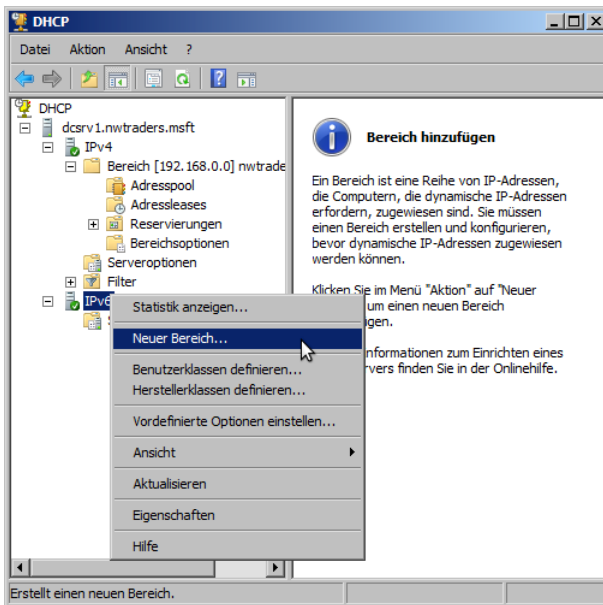 DHCP
Datei Aktion Ansicht ?
DHCP
dcsrv1.nwtraders.msft
IPv4
Bereich [192.168.0.0] nwtrade
Adresspool
Adressleases
Reservierungen
Bereichsoptionen
Serveroptionen
Filter
IPv6
Statistik anzeigen...
Neuer Bereich...
Benutzerklassen definieren...
Herstellerklassen definieren...
Vordefinierte Optionen einstellen...
Ansicht
Aktualisieren
Eigenschaften
Hilfe
Bereich hinzufügen
Ein Bereich ist eine Reihe von IP-Adressen,
die Computern, die dynamische IP-Adressen
erfordern, zugewiesen sind. Sie müssen
einen Bereich erstellen und konfigurieren,
bevor dynamische IP-Adressen zugewiesen
werden können.
Klicken Sie im Menü "Aktion" auf "Neuer
um einen neuen Bereich
nformationen zum Einrichten eines
rvers finden Sie in der Onlinehilfe.
Erstellt einen neuen Bereich.